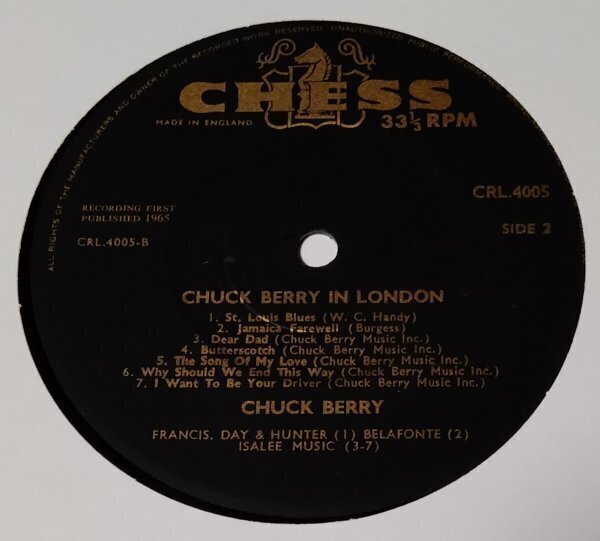 ALL RIGHTS OF THE MANUFACTURERS AND OWNER OF THE RECORDED WORK RESERVED · UNAUTHORIZED PUBLIC PERFORMANCE,
CHESS
MADE IN ENGLAND
33⅓ RPM
CRL.4005
RECORDING FIRST
PUBLISHED 1965
SIDE 2
CRL.4005-B
CHUCK BERRY IN LONDON
1. St. Louis Blues (W. C. Handy)
2. Jamaica Farewell (Burgess)
3. Dear Dad (Chuck Berry Music Inc.)
4. Butterscotch (Chuck Berry Music Inc.)
5. The Song Of My Love (Chuck Berry Music Inc.)
6. Why Should We End This Way (Chuck Berry Music Inc.)
7. I Want To Be Your Driver (Chuck Berry Music Inc.)
CHUCK BERRY
FRANCIS, DAY & HUNTER (1) BELAFONTE (2)
ISALEE MUSIC (3-7)